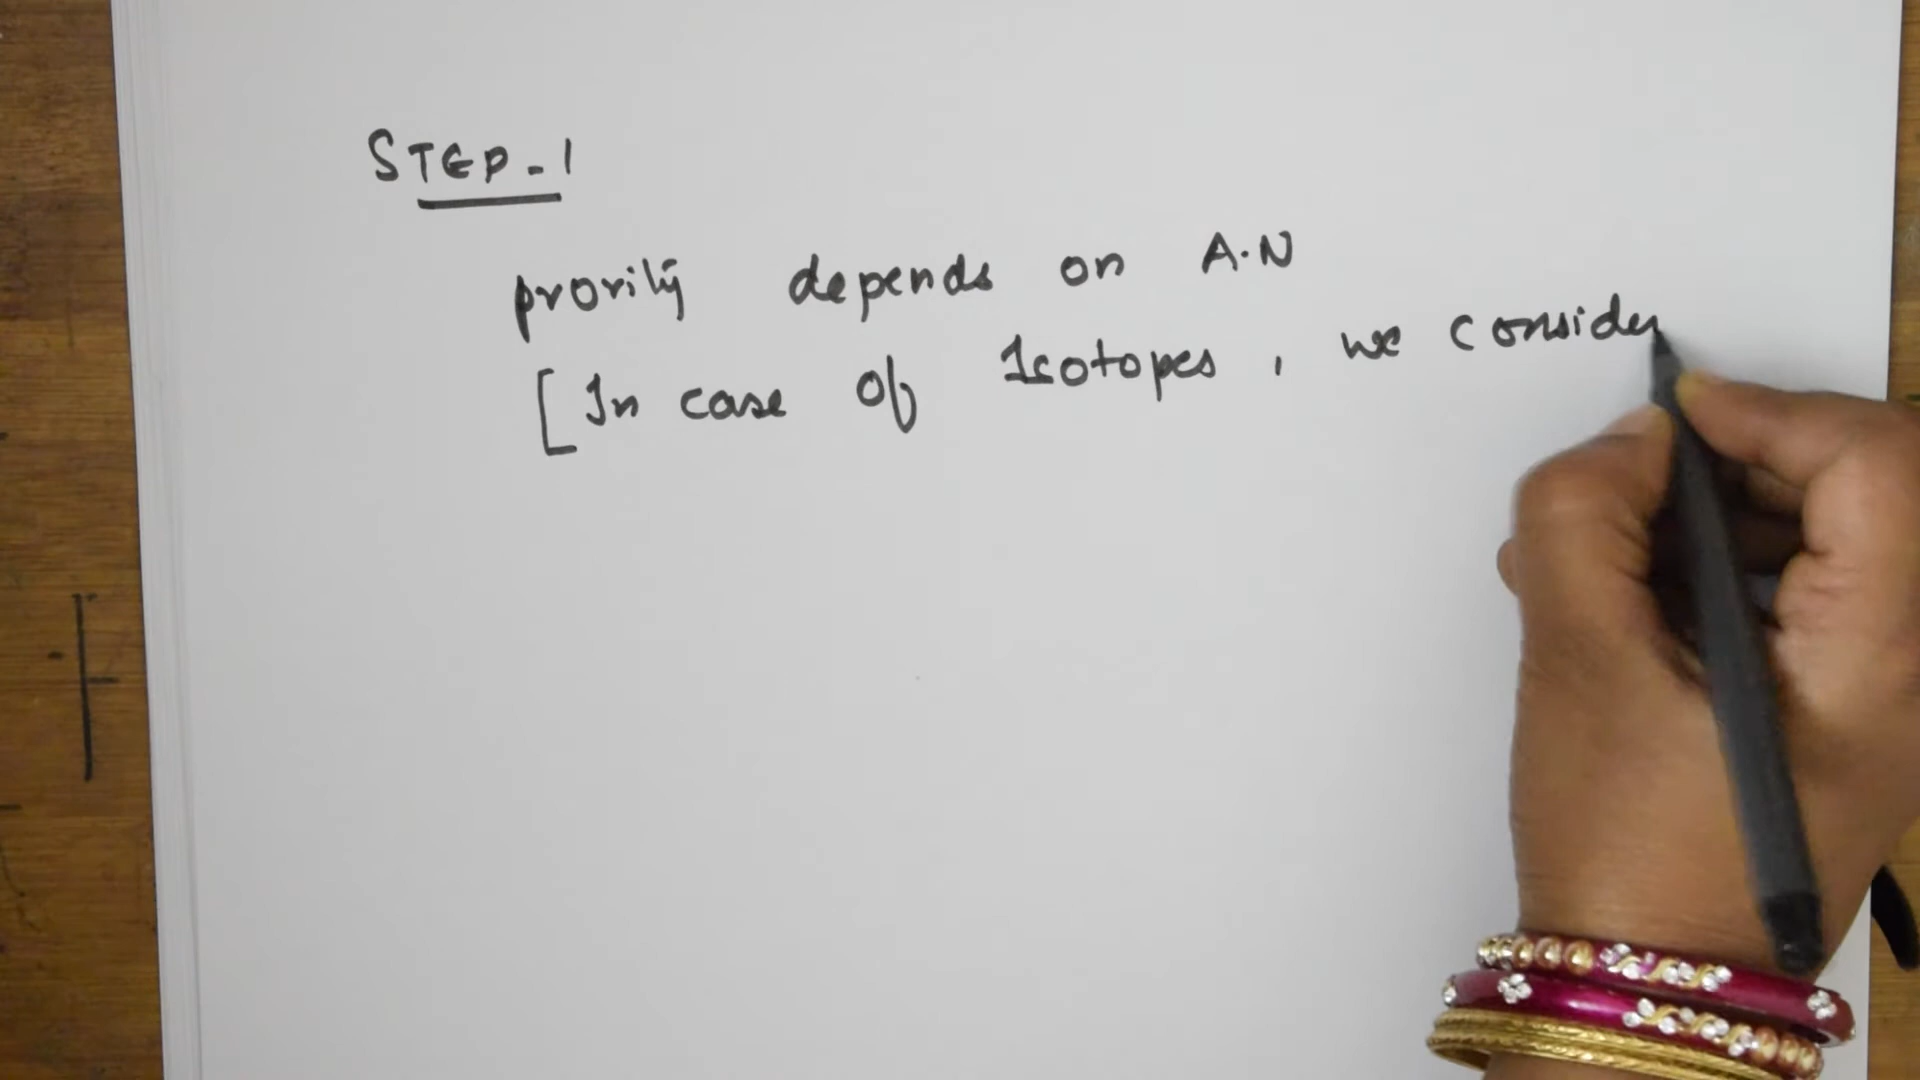 STEP-1
prority depends on A.N
[In case of Isotopes, we consider